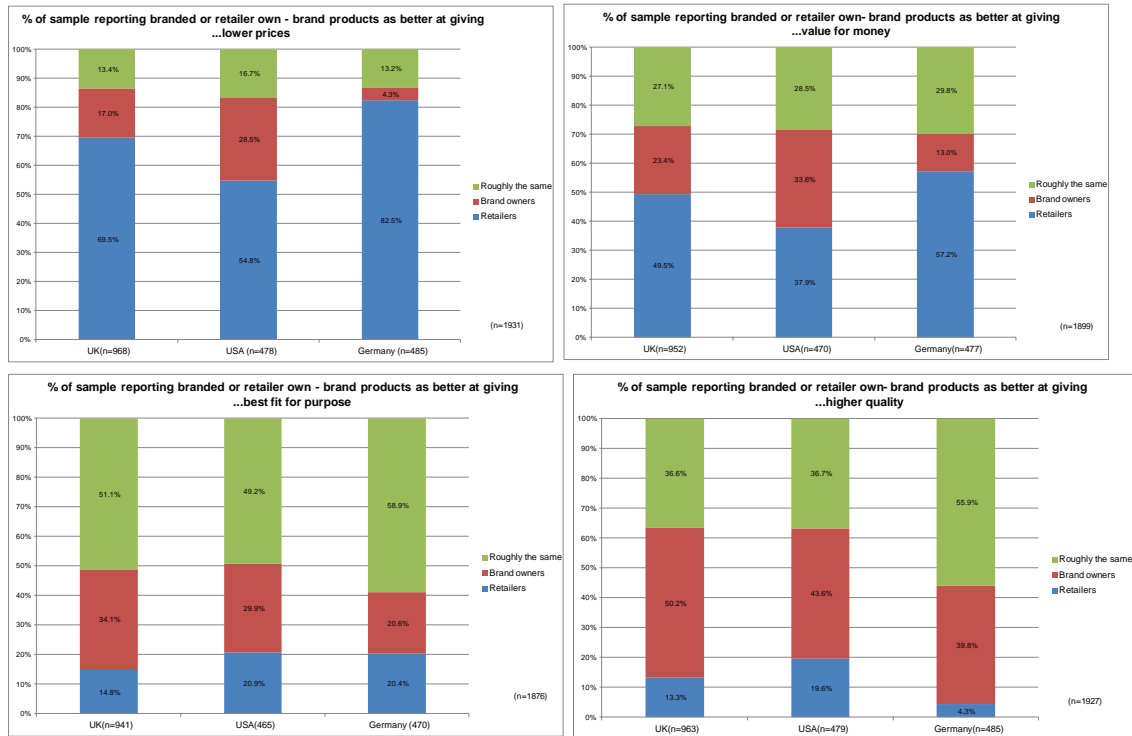 % of sample reporting branded or retailer own - brand products as better at giving
...lower prices
100%
90%
80%
70%
60%
50%
40%
30%
20%
10%
0%
13.4%
16.7%
13.2%
17.0%
28.5%
4.3%
69.5%
54.8%
82.5%
Roughly the same
Brand owners
Retailers
(n=1931)
UK(n=968)
USA (n=478)
Germany (n=485)
% of sample reporting branded or retailer own- brand products as better at giving
...value for money
100%
90%
80%
70%
60%
50%
40%
30%
20%
10%
0%
27.1%
28.5%
29.8%
23.4%
33.6%
13.0%
49.5%
37.9%
57.2%
Roughly the same
Brand owners
Retailers
(n=1899)
UK(n=952)
USA(n=470)
Germany(n=477)
% of sample reporting branded or retailer own - brand products as better at giving
...best fit for purpose
100%
90%
80%
70%
60%
50%
40%
30%
20%
10%
0%
51.1%
49.2%
58.9%
34.1%
29.9%
20.6%
14.8%
20.9%
20.4%
Roughly the same
Brand owners
Retailers
(n=1876)
UK(n=941)
USA(465)
Germany (470)
% of sample reporting branded or retailer own- brand products as better at giving
...higher quality
100%
90%
80%
70%
60%
50%
40%
30%
20%
10%
0%
36.6%
36.7%
55.9%
50.2%
43.6%
39.8%
13.3%
19.6%
4.3%
Roughly the same
Brand owners
Retailers
(n=1927)
UK(n=963)
USA(n=479)
Germany(n=485)